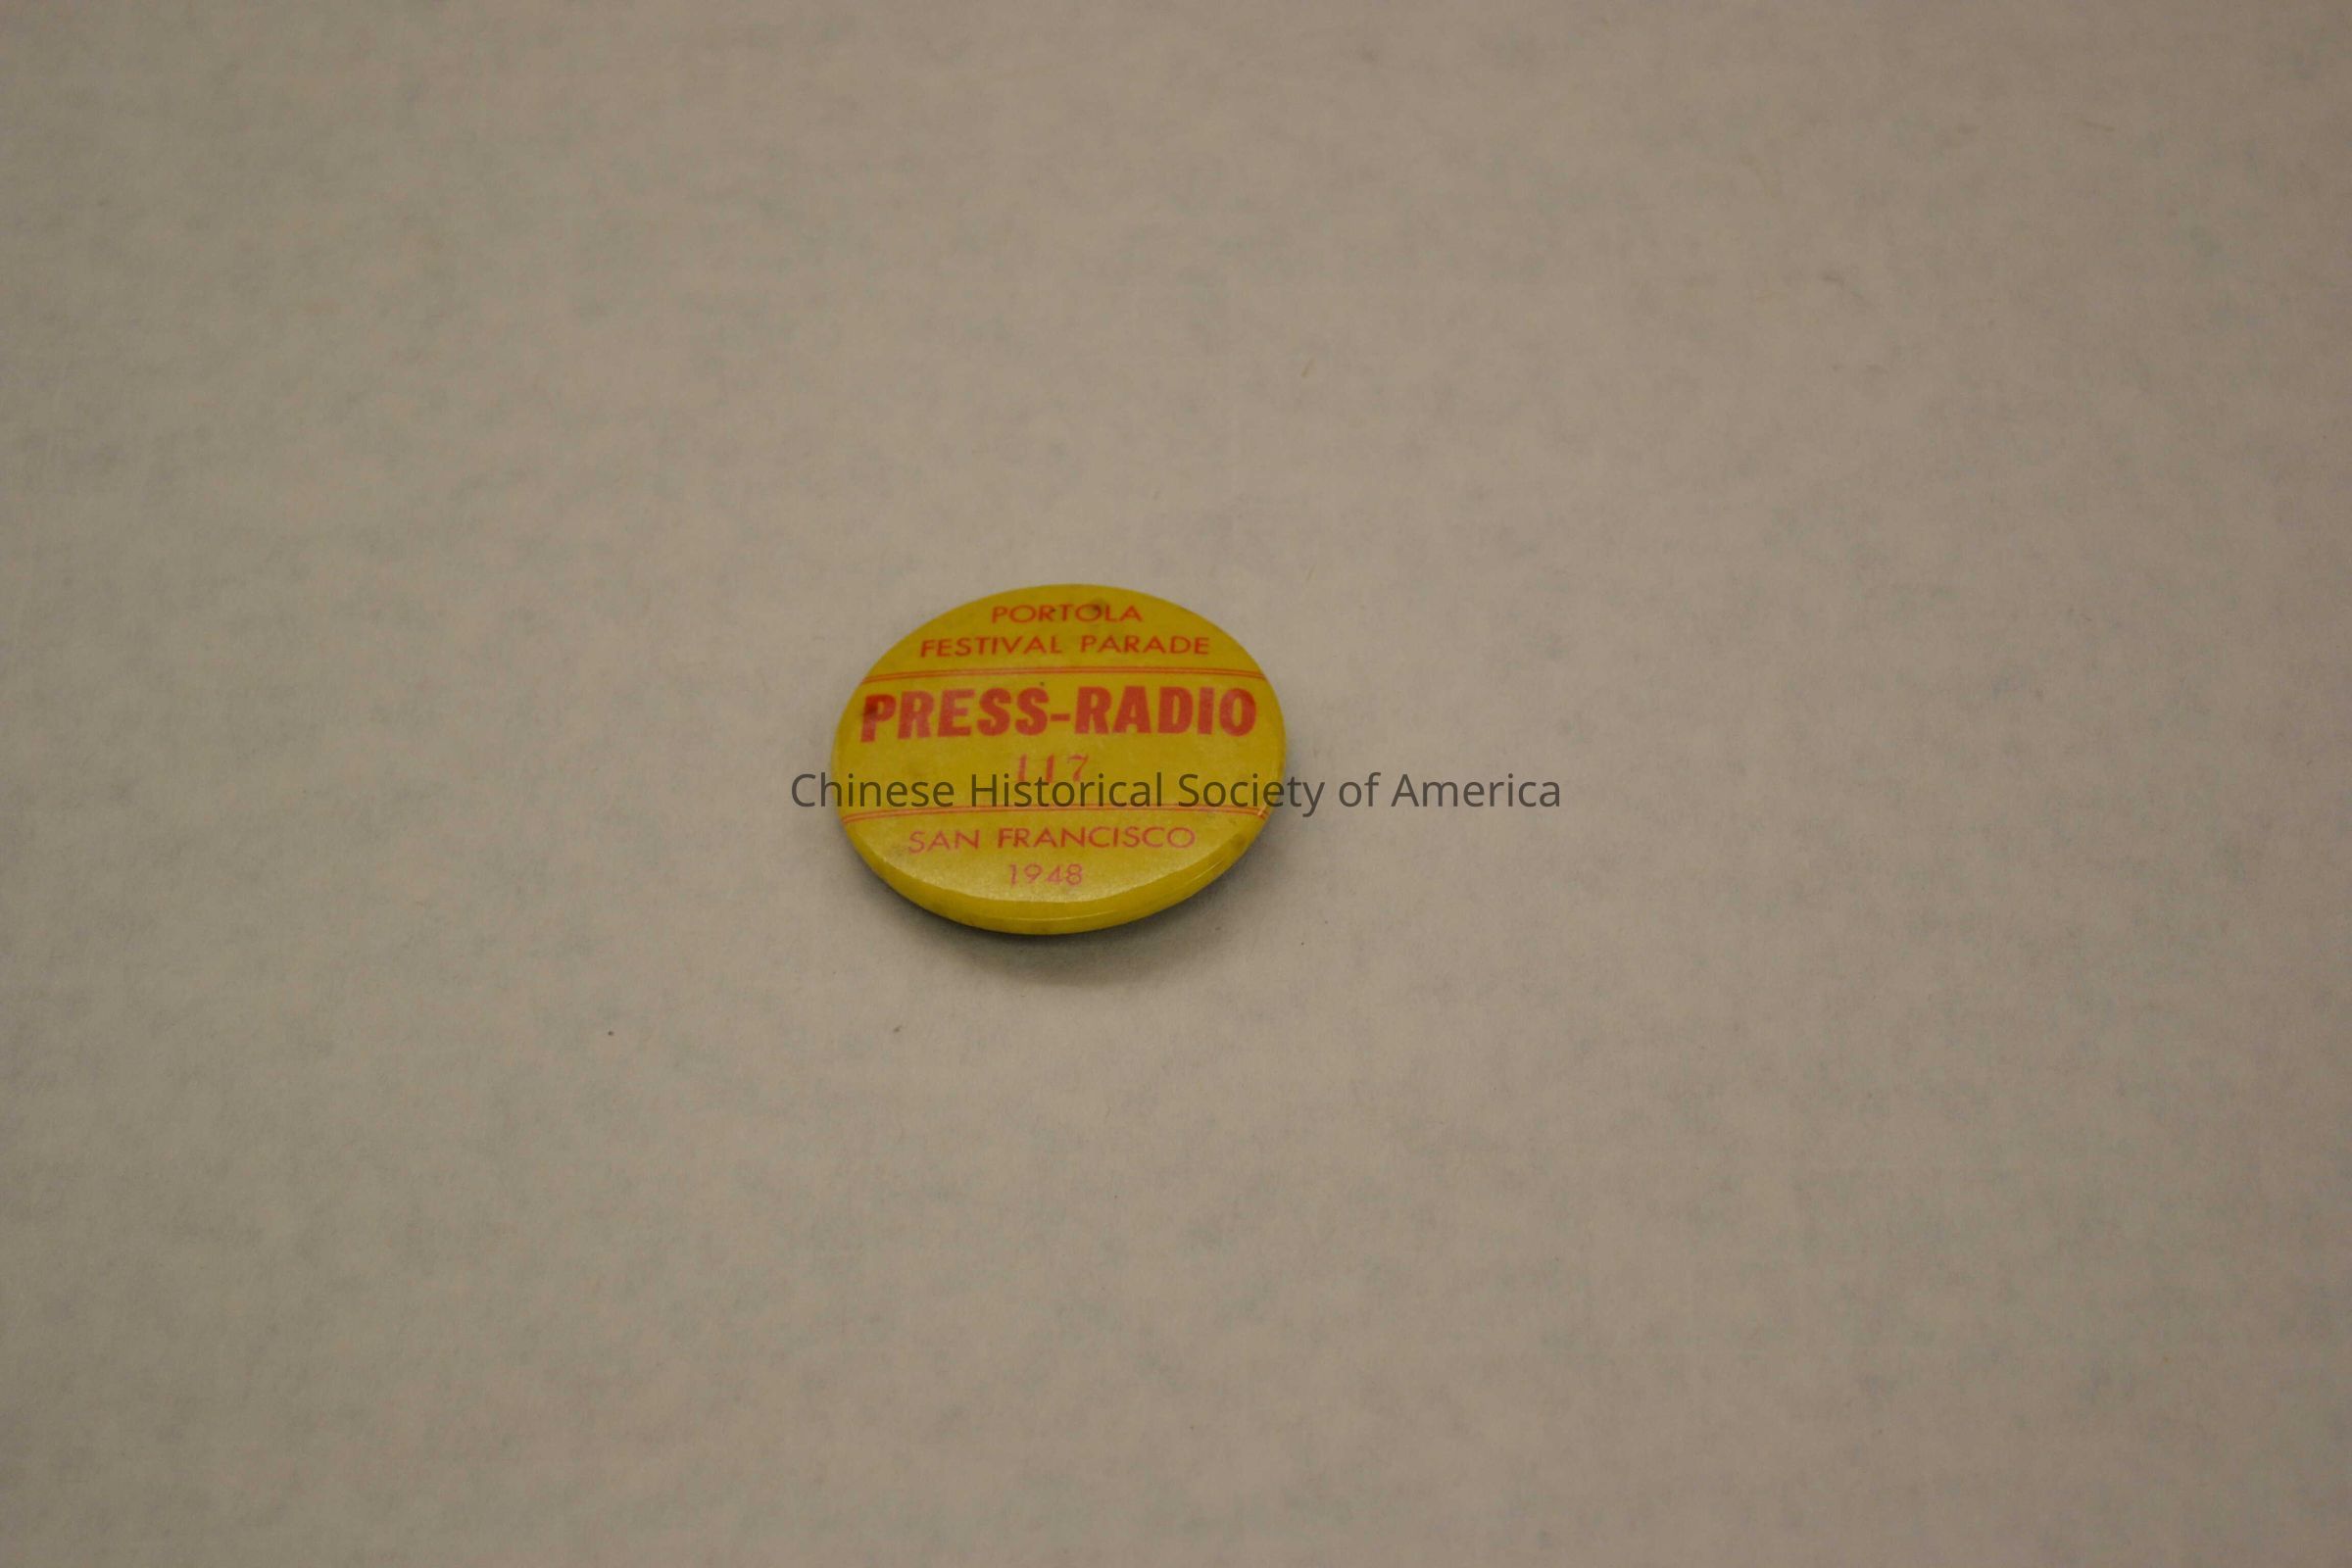 PORTOLA
FESTIVAL PARADE
PRESS-RADIO
117
Chinese Historical Society of America
SAN FRANCISCO
1948